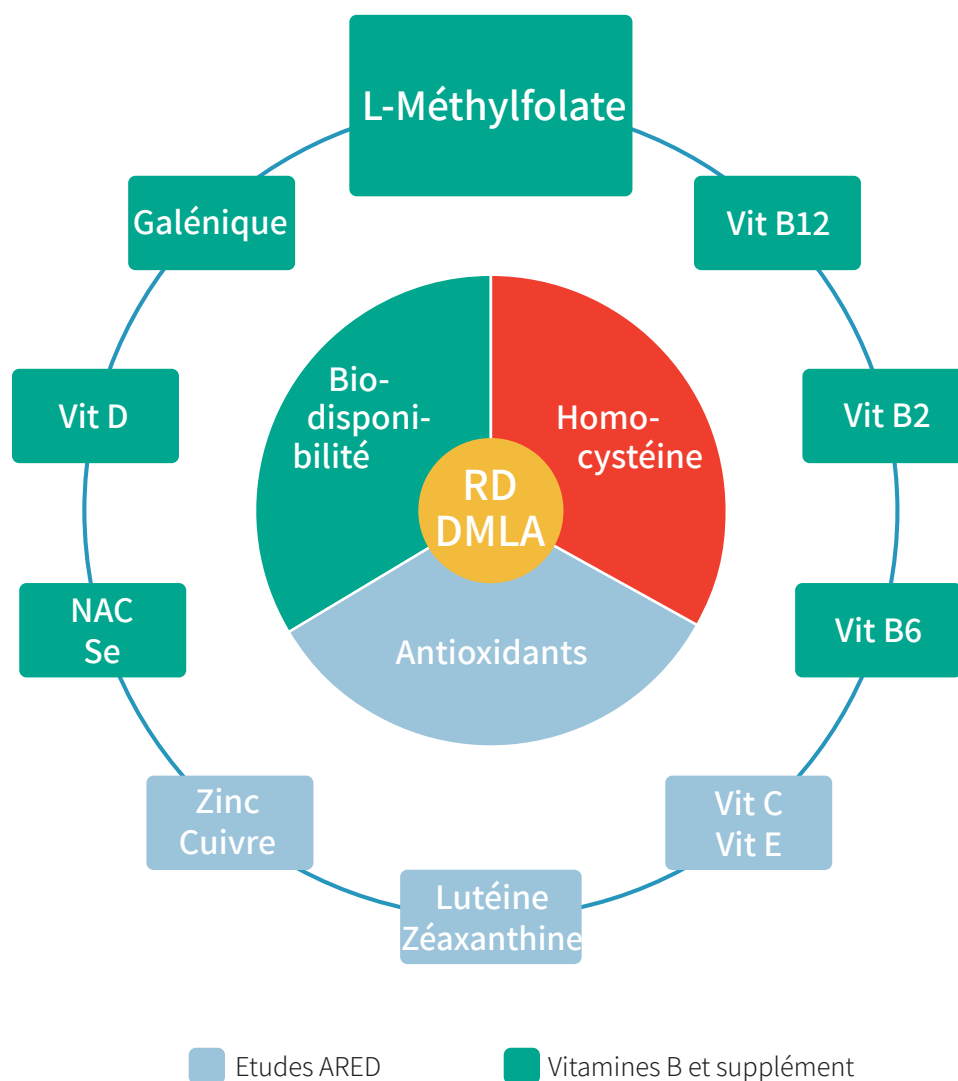 L-Méthylfolate
Galénique
Vit B12
Vit D
Bio-
disponi-
bilité
Homo-
cystéine
Vit B2
RD
DMLA
NAC
Se
Antioxidants
Vit B6
Zinc
Cuivre
Vit C
Vit E
Lutéine
Zéaxanthine
Etudes ARED
Vitamines B et supplément